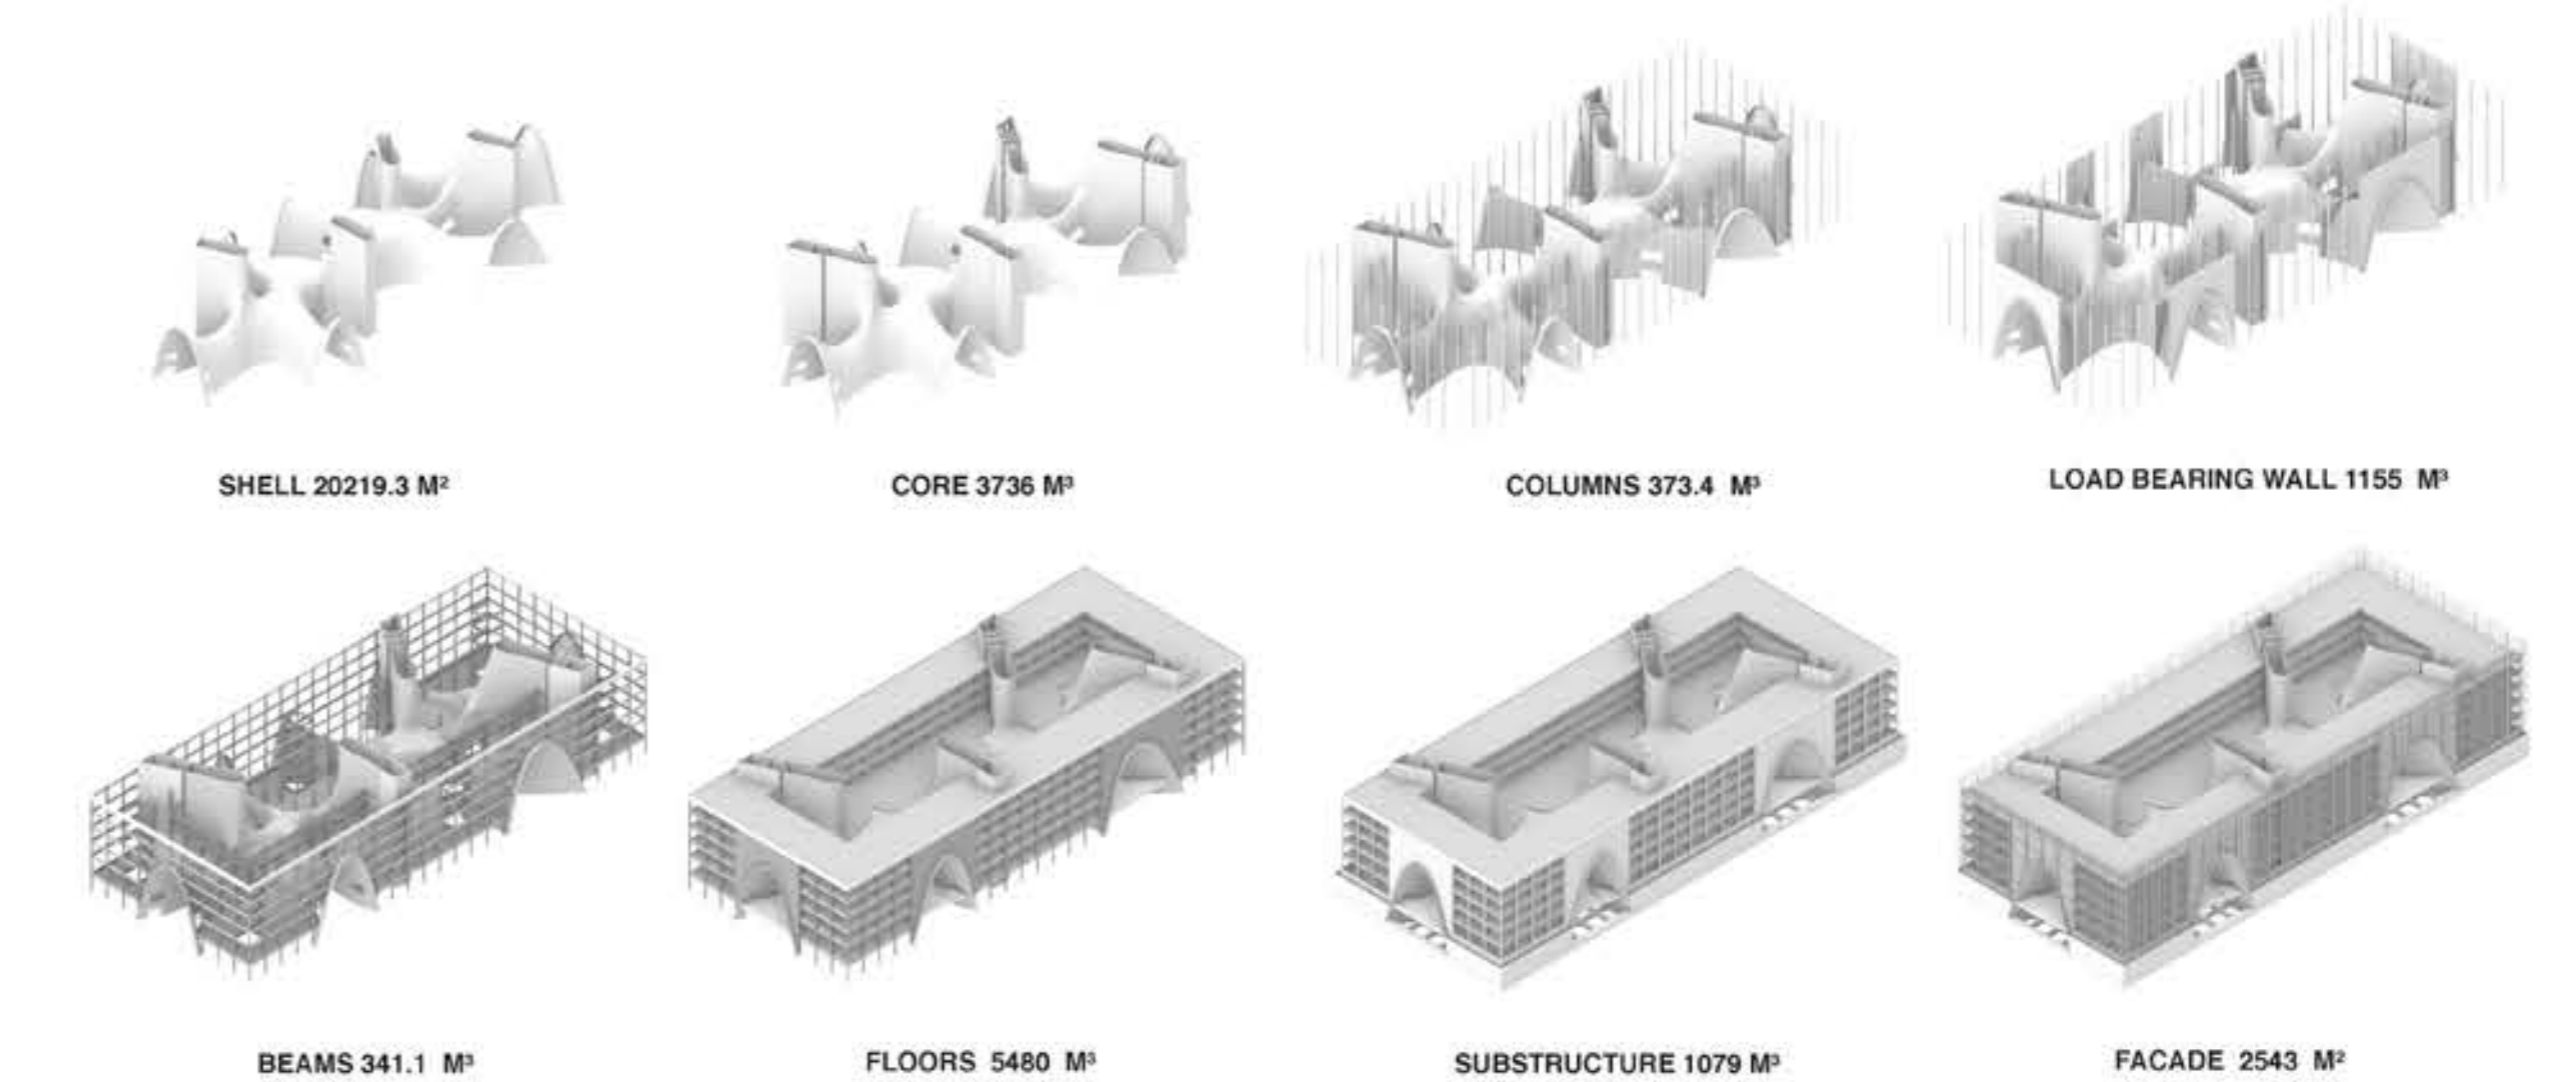 SHELL 20219.3 M²
CORE 3736 M³
COLUMNS 373.4 M³
LOAD BEARING WALL 1155 M³
BEAMS 341.1 M³
FLOORS 5480 M³
SUBSTRUCTURE 1079 M³
FACADE 2543 M²